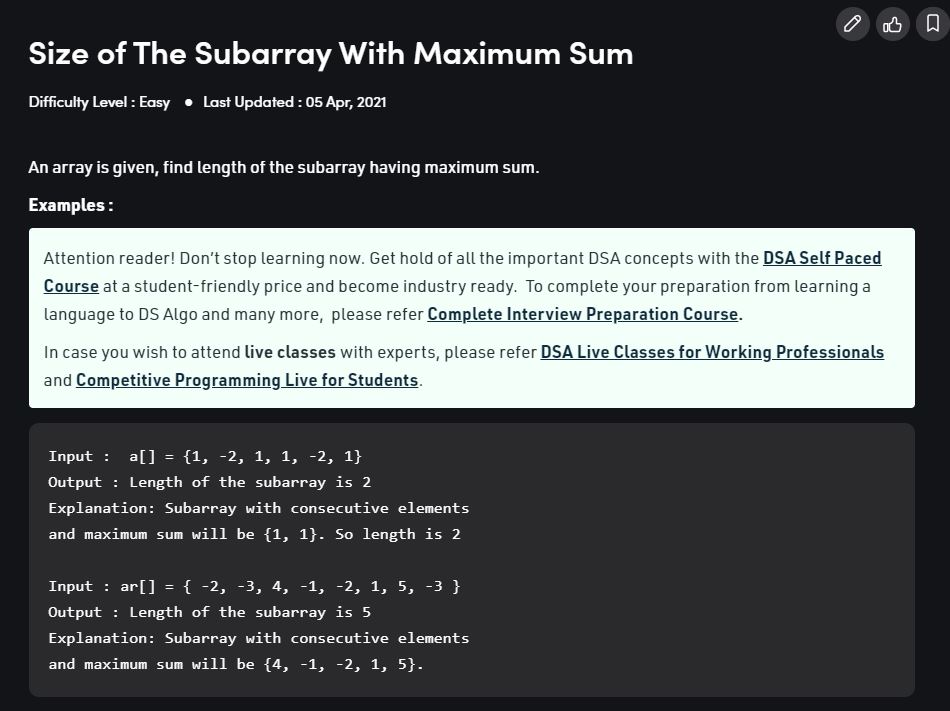 Size of The Subarray With Maximum Sum
Difficulty Level : Easy ● Last Updated : 05 Apr, 2021
An array is given, find length of the subarray having maximum sum.
Examples :
Attention reader! Don’t stop learning now. Get hold of all the important DSA concepts with the DSA Self Paced
Course at a student-friendly price and become industry ready.  To complete your preparation from learning a
language to DS Algo and many more,  please refer Complete Interview Preparation Course.
In case you wish to attend live classes with experts, please refer DSA Live Classes for Working Professionals
and Competitive Programming Live for Students.
Input :  a[] = {1, -2, 1, 1, -2, 1}
Output : Length of the subarray is 2
Explanation: Subarray with consecutive elements
and maximum sum will be {1, 1}. So length is 2
Input : ar[] = { -2, -3, 4, -1, -2, 1, 5, -3 }
Output : Length of the subarray is 5
Explanation: Subarray with consecutive elements
and maximum sum will be {4, -1, -2, 1, 5}.